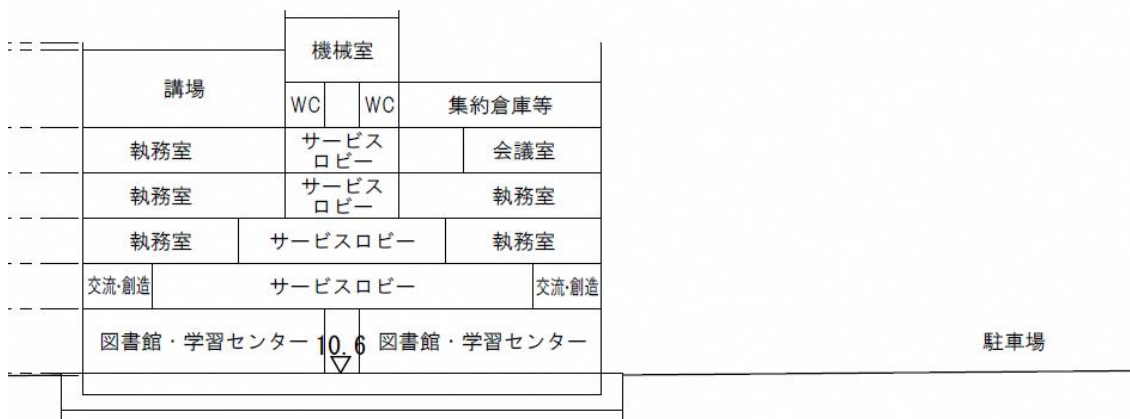 機械室
講場
WC
WC
集約倉庫等
執務室
サービス
ロビー
会議室
執務室
サービス
ロビー
執務室
執務室
サービスロビー
執務室
交流・創造
サービスロビー
交流・創造
図書館・学習センター
10.6
図書館・学習センター
駐車場